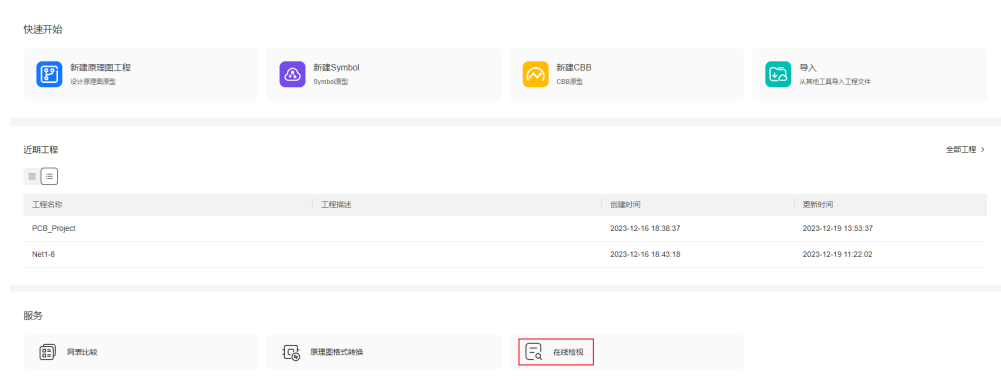 快速开始
新建原理图工程
设计原理图原型
新建Symbol
Symbol原型
新建CBB
CBB原型
导入
从其他工具导入工程文件
近期工程
全部工程
工程名称 工程描述 创建时间 更新时间
PCB_Project 2023-12-16 18:38:37 2023-12-19 13:53:37
Net1-8 2023-12-16 18:43:18 2023-12-19 11:22:02
服务
网表比较 原理图格式转换 在线检视